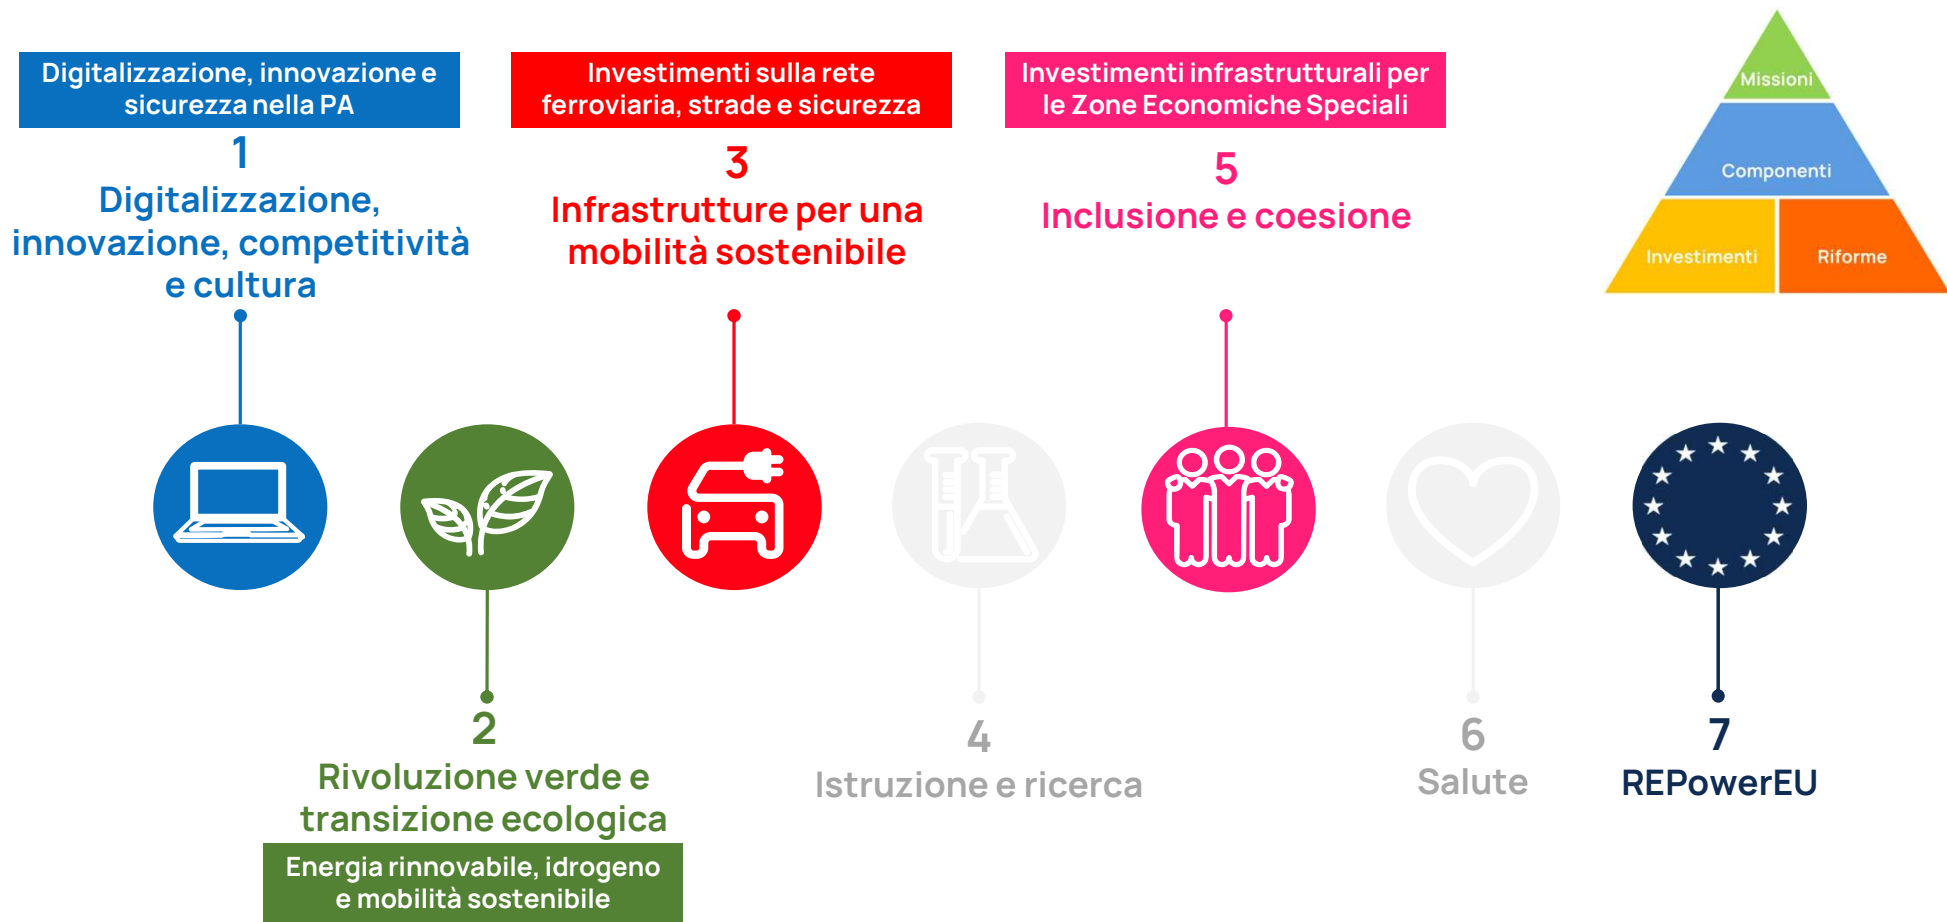 Digitalizzazione, innovazione e
sicurezza nella PA
1
Digitalizzazione,
innovazione, competitività
e cultura
Investimenti sulla rete
ferroviaria, strade e sicurezza
3
Infrastrutture per una
mobilità sostenibile
Investimenti infrastrutturali per
le Zone Economiche Speciali
5
Inclusione e coesione
Missioni
Componenti
Investimenti
Riforme
2
Rivoluzione verde e
transizione ecologica
Energia rinnovabile, idrogeno
e mobilità sostenibile
4
Istruzione e ricerca
6
Salute
7
REPowerEU